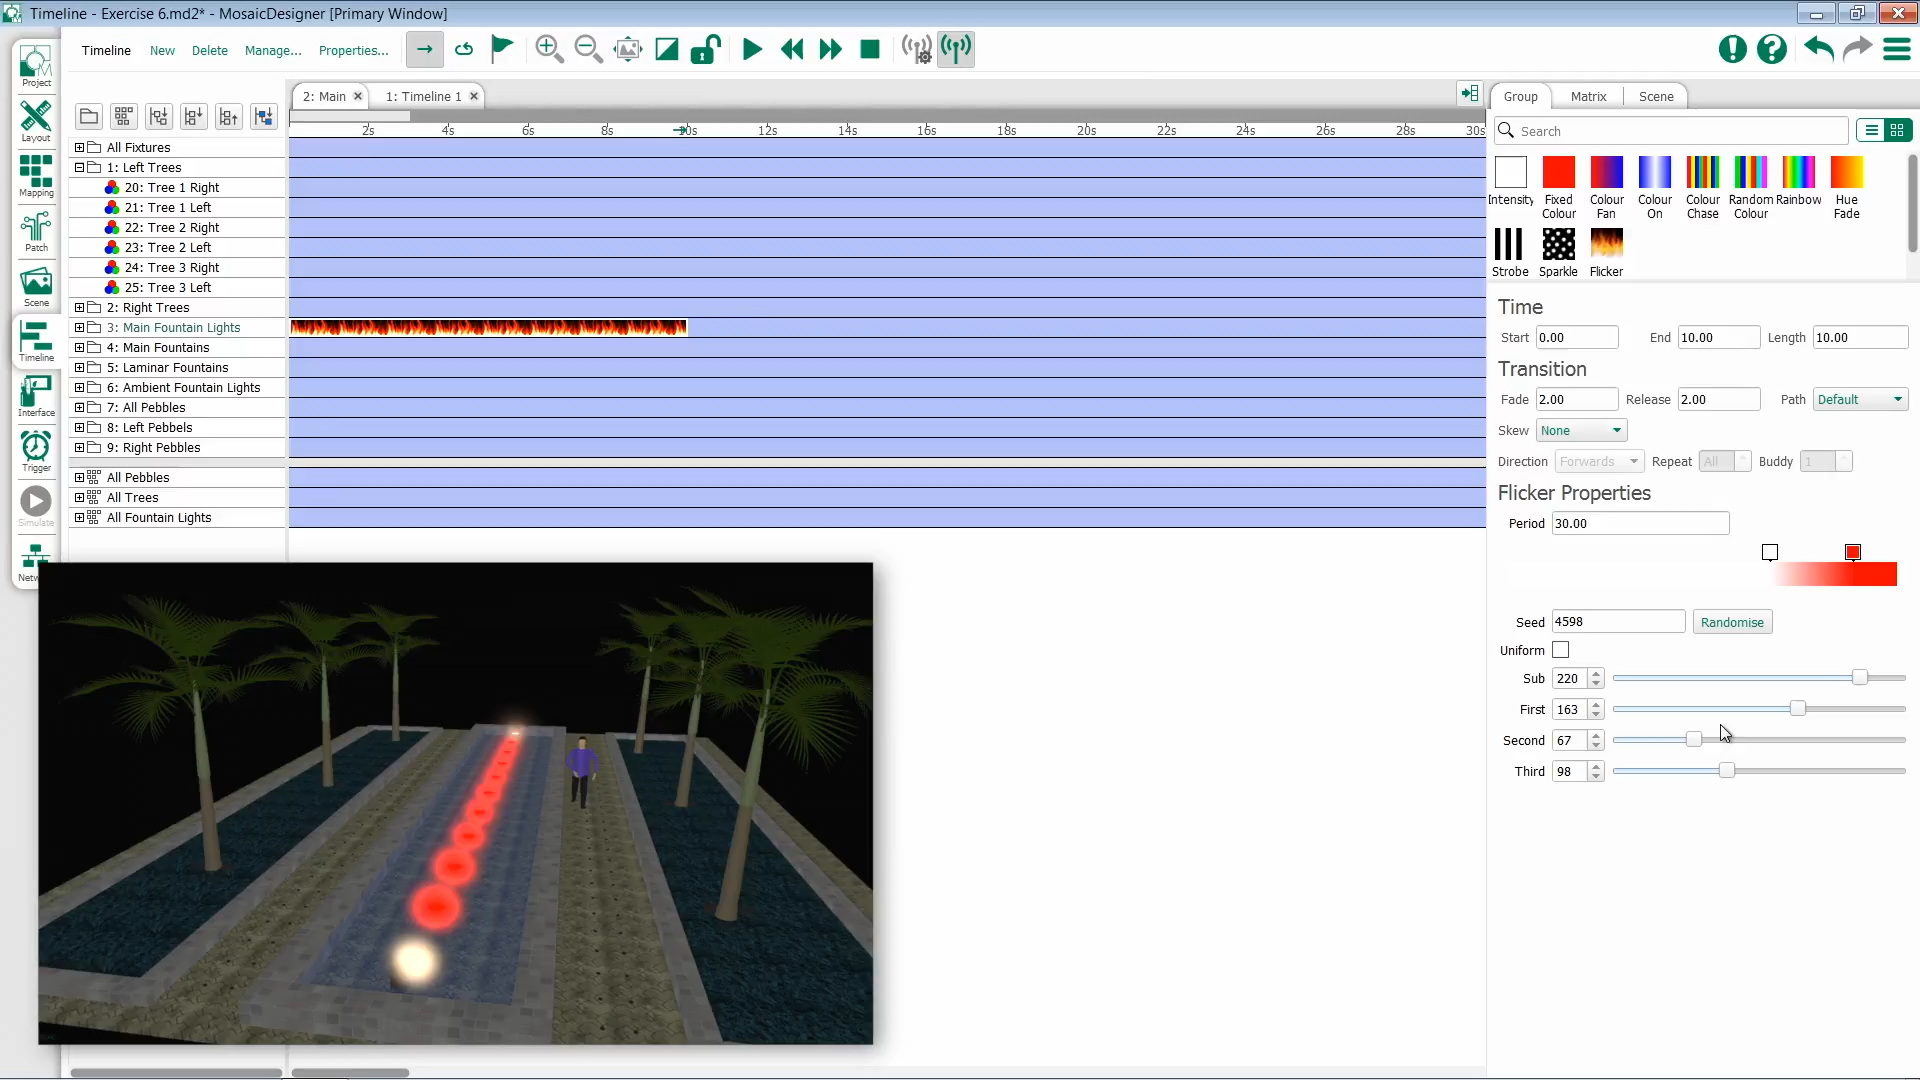 Timeline - Exercise 6.md2* - MosaicDesigner [Primary Window]
Timeline New Delete Manage... Properties...
Project
Layout
Mapping
Patch
Scene
Timeline
Interface
Trigger
Simulate
Netw
2: Main 1: Timeline 1
2s 4s 6s 8s 10s 12s 14s 16s 18s 20s 22s 24s 26s 28s 30s
All Fixtures
1: Left Trees
20: Tree 1 Right
21: Tree 1 Left
22: Tree 2 Right
23: Tree 2 Left
24: Tree 3 Right
25: Tree 3 Left
2: Right Trees
3: Main Fountain Lights
4: Main Fountains
5: Laminar Fountains
6: Ambient Fountain Lights
7: All Pebbles
8: Left Pebbels
9: Right Pebbles
All Pebbles
All Trees
All Fountain Lights
Group Matrix Scene
Search
Intensity Fixed Colour Colour Fan Colour On Colour Chase Random Colour Rainbow Hue Fade
Strobe Sparkle Flicker
Time
Start 0.00 End 10.00 Length 10.00
Transition
Fade 2.00 Release 2.00 Path Default
Skew None
Direction Forwards Repeat All Buddy 1
Flicker Properties
Period 30.00
Seed 4598 Randomise
Uniform
Sub 220
First 163
Second 67
Third 98